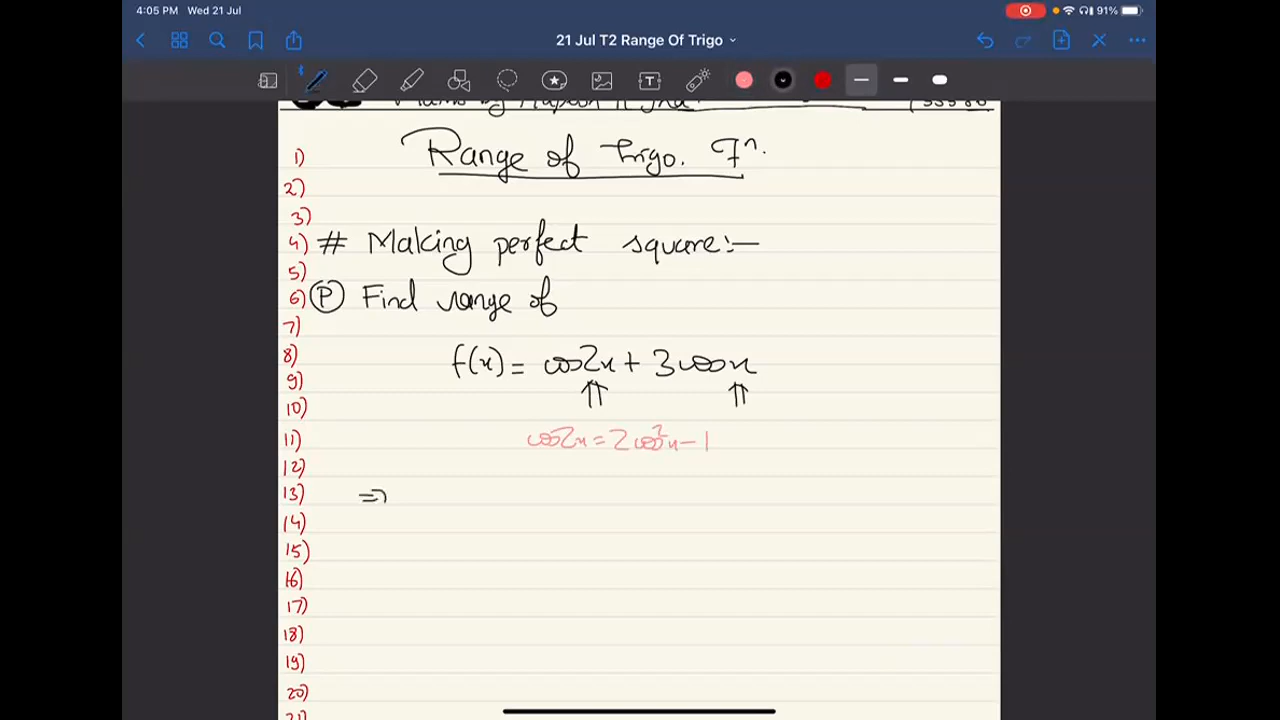 4:05 PM Wed 21 Jul
91%
21 Jul T2 Range Of Trigo
T
1) Range of Trigo. Fⁿ.
2)
3)
4) # Making perfect square:—
5)
6) (P) Find range of
7)
8) f(x) = cos2x + 3cosx
9) ⇑ ⇑
10)
11) cos2x = 2cos²x - 1
12)
13) ⇒
14)
15)
16)
17)
18)
19)
20)